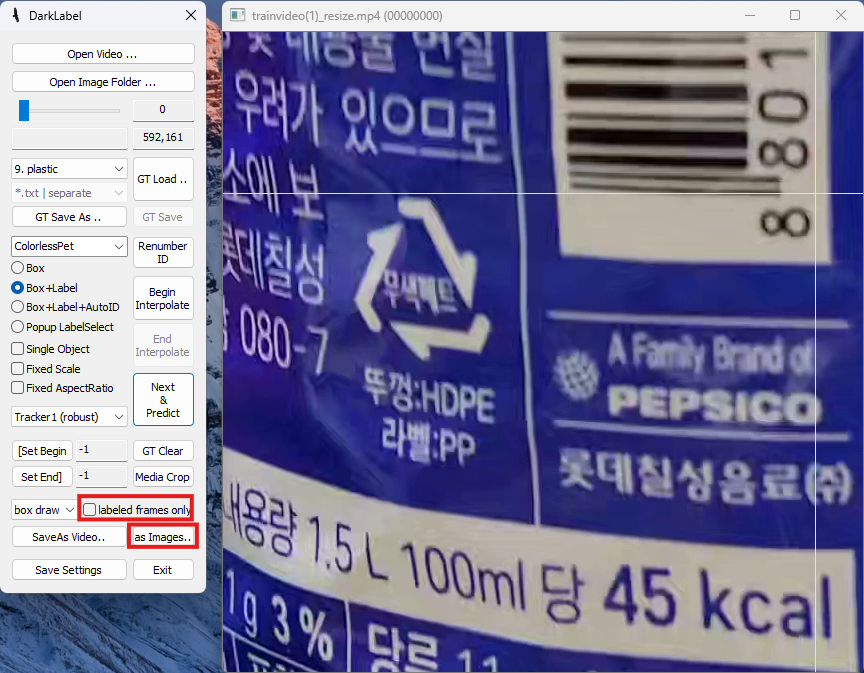 DarkLabel
Open Video ...
Open Image Folder ...
0
592,161
9. plastic
GT Load ..
*.txt | separate
GT Save As ..
GT Save
ColorlessPet
Renumber
ID
Box
Box+Label
Box+Label+AutoID
Popup LabelSelect
Begin
Interpolate
End
Interpolate
Single Object
Fixed Scale
Fixed AspectRatio
Next
&
Predict
Tracker1 (robust)
[Set Begin
-1
GT Clear
Set End]
-1
Media Crop
box draw
labeled frames only
SaveAs Video..
as Images..
Save Settings
Exit
trainvideo(1)_resize.mp4 (00000000)
우려가 있으므로
소에 보
롯데칠성
080-7
무색페트
뚜껑:HDPE
라벨:PP
8801
8
A Family Brand of
PEPSICO
롯데칠성음료(주)
내용량 1.5 L 100ml 당 45 kcal
1g 3%
당류 11